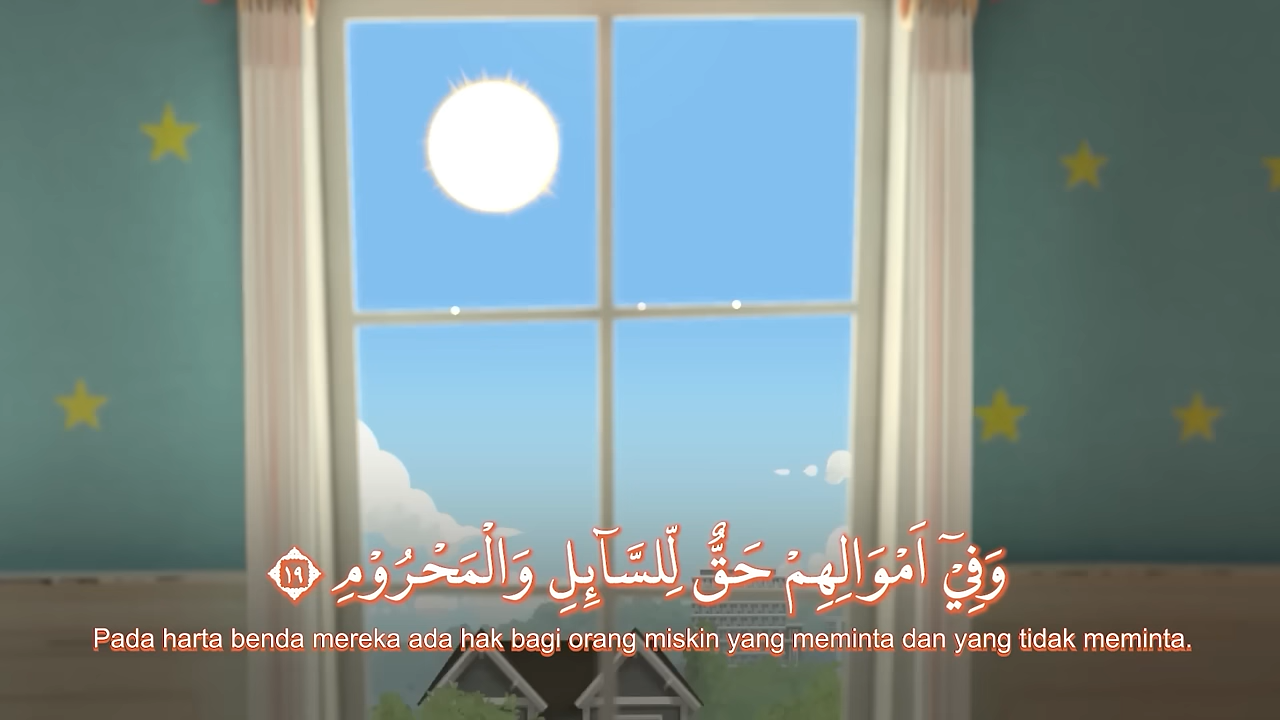 وَفِيْٓ اَمْوَالِهِمْ حَقٌّ لِّلسَّاۤىِٕلِ وَالْمَحْرُوْمِ ١٩
Pada harta benda mereka ada hak bagi orang miskin yang meminta dan yang tidak meminta.